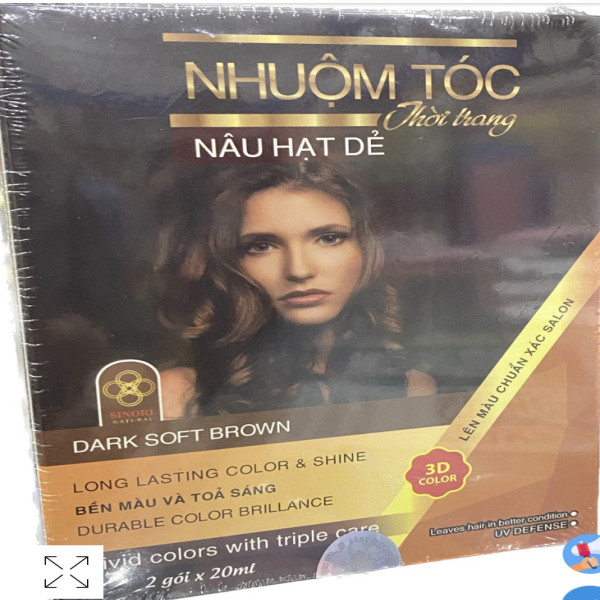 NHUỘM TÓC
Thời trang
NÂU HẠT DẺ
LÊN MÀU CHUẨN XÁC SALON
SINORI
NATURAL
DARK SOFT BROWN
3D
COLOR
LONG LASTING COLOR & SHINE
BỀN MÀU VÀ TOẢ SÁNG
DURABLE COLOR BRILLANCE
Leaves hair in better condition
UV DEFENSE
colors with triple care
2 gói x 20ml